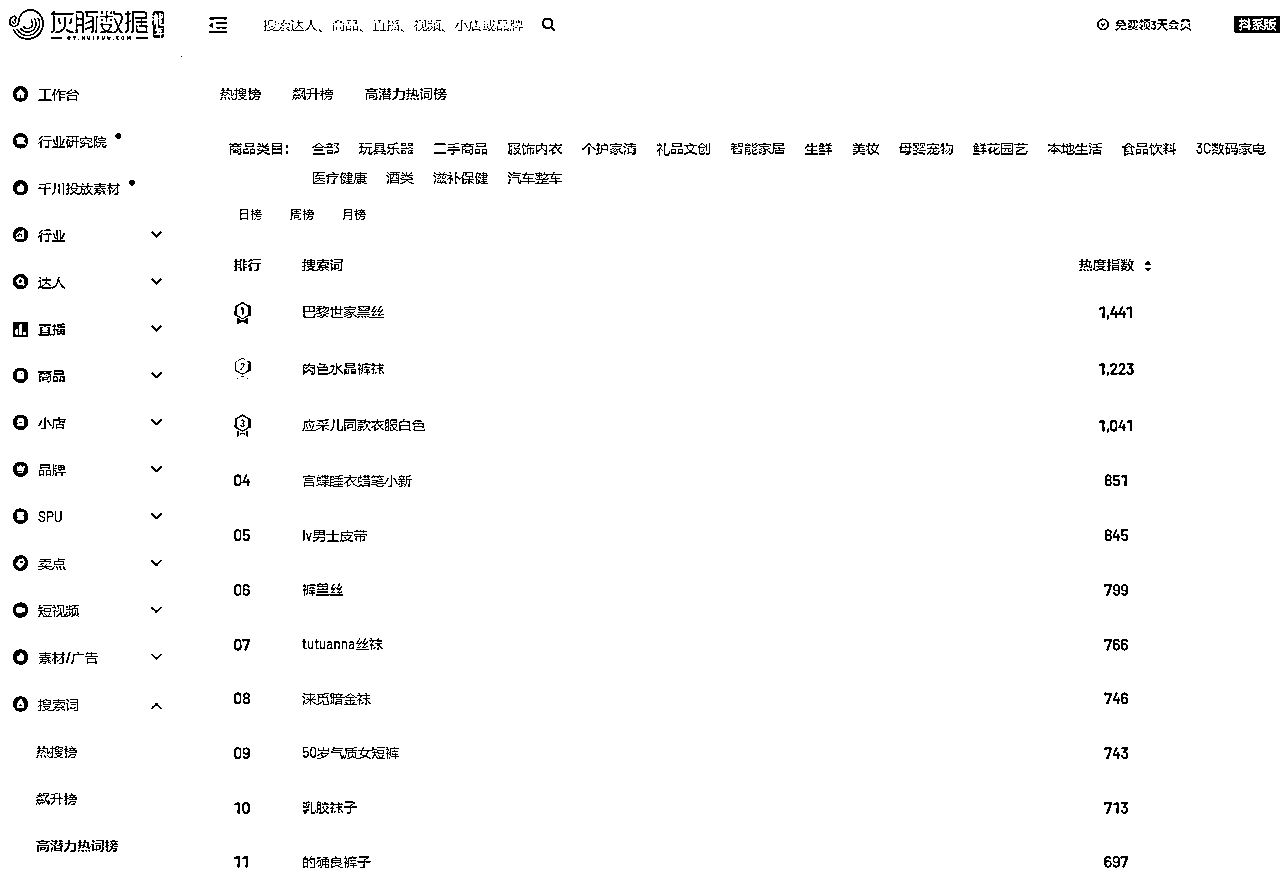 灰豚数据
DY.HUITUN.COM
搜索达人、商品、直播、视频、小店或品牌
免费领3天会员
抖系版
工作台
行业研究院
千川投放素材
行业
达人
直播
商品
小店
品牌
SPU
卖点
短视频
素材/广告
搜索词
热搜榜
飙升榜
高潜力热词榜
热搜榜 飙升榜 高潜力热词榜
商品类目： 全部 玩具乐器 二手商品 服饰内衣 个护家清 礼品文创 智能家居 生鲜 美妆 母婴宠物 鲜花园艺 本地生活 食品饮料 3C数码家电
医疗健康 酒类 滋补保健 汽车整车
日榜 周榜 月榜
排行 搜索词 热度指数
1 巴黎世家黑丝 1,441
2 肉色水晶裤袜 1,223
3 应采儿同款衣服白色 1,041
04 宫蝶睡衣蜡笔小新 851
05 lv男士皮带 845
06 裤里丝 799
07 tutuanna丝袜 766
08 涞觅暗金袜 746
09 50岁气质女短裤 743
10 乳胶袜子 713
11 的确良裤子 697